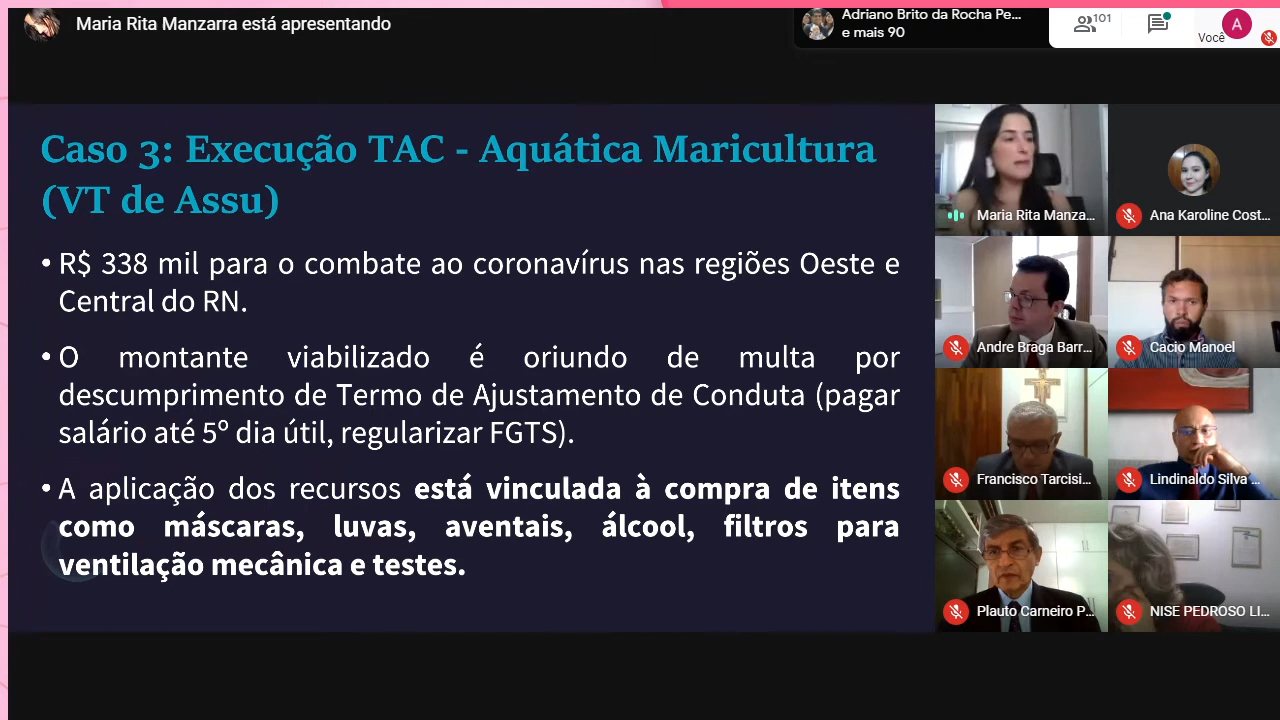 Maria Rita Manzarra está apresentando
Adriano Brito da Rocha Pe...
e mais 90
101
A
Você
Caso 3: Execução TAC - Aquática Maricultura
(VT de Assu)
• R$ 338 mil para o combate ao coronavírus nas regiões Oeste e
Central do RN.
• O montante viabilizado é oriundo de multa por
descumprimento de Termo de Ajustamento de Conduta (pagar
salário até 5º dia útil, regularizar FGTS).
• A aplicação dos recursos está vinculada à compra de itens
como máscaras, luvas, aventais, álcool, filtros para
ventilação mecânica e testes.
Maria Rita Manza...
Ana Karoline Cost...
Andre Braga Barr...
Cacio Manoel
Francisco Tarcisi...
Lindinaldo Silva ...
Plauto Carneiro P...
NISE PEDROSO LI...